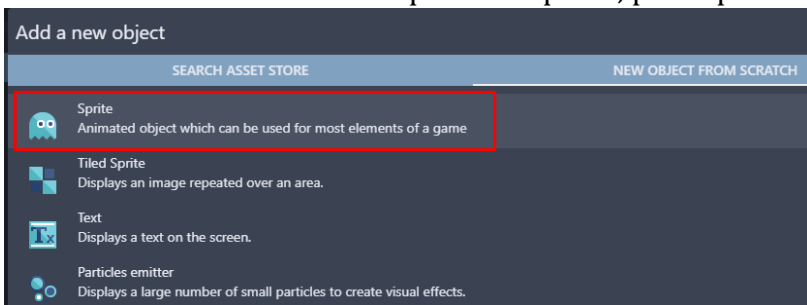 Add a new object
SEARCH ASSET STORE
NEW OBJECT FROM SCRATCH
Sprite
Animated object which can be used for most elements of a game
Tiled Sprite
Displays an image repeated over an area.
Tx
Text
Displays a text on the screen.
Particles emitter
Displays a large number of small particles to create visual effects.